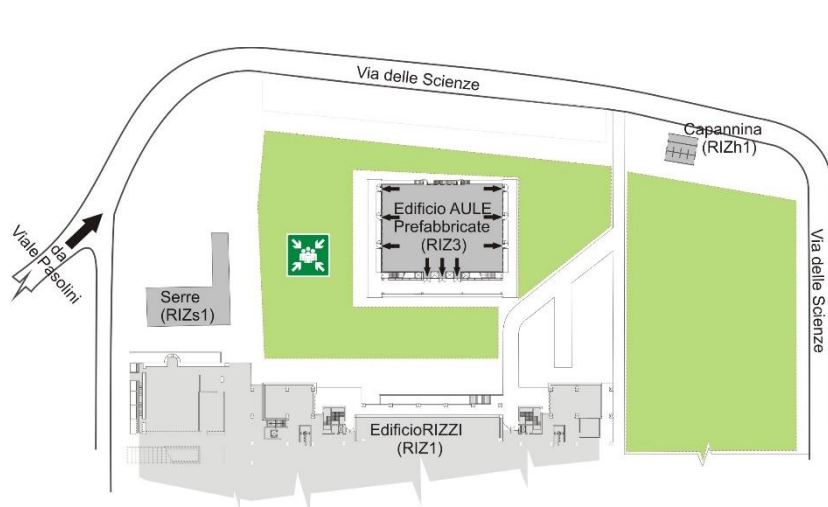 Via delle Scienze
Capannina
(RIZh1)
Edificio AULE
Prefabbricate
(RIZ3)
da
Viale Pasolini
Via delle Scienze
Serre
(RIZs1)
EdificioRIZZI
(RIZ1)